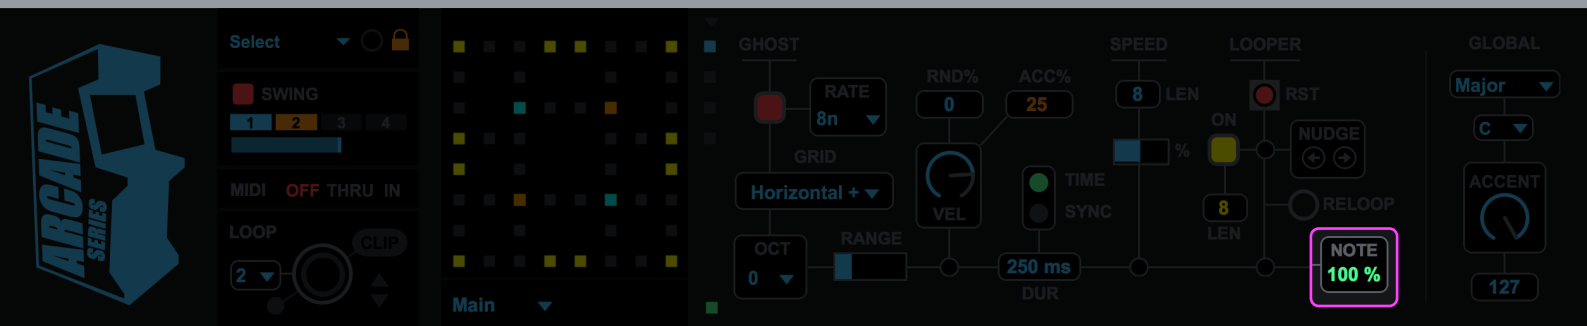 ARCADE
SERIES
Select
SWING
1 2 3 4
MIDI OFF THRU IN
LOOP
CLIP
2
Main
GHOST
RATE
8n
GRID
Horizontal +
OCT
0
RANGE
RND%
0
ACC%
25
VEL
TIME
SYNC
250 ms
DUR
SPEED
8 LEN
%
LOOPER
RST
ON
NUDGE
8
LEN
RELOOP
NOTE
100 %
GLOBAL
Major
C
ACCENT
127